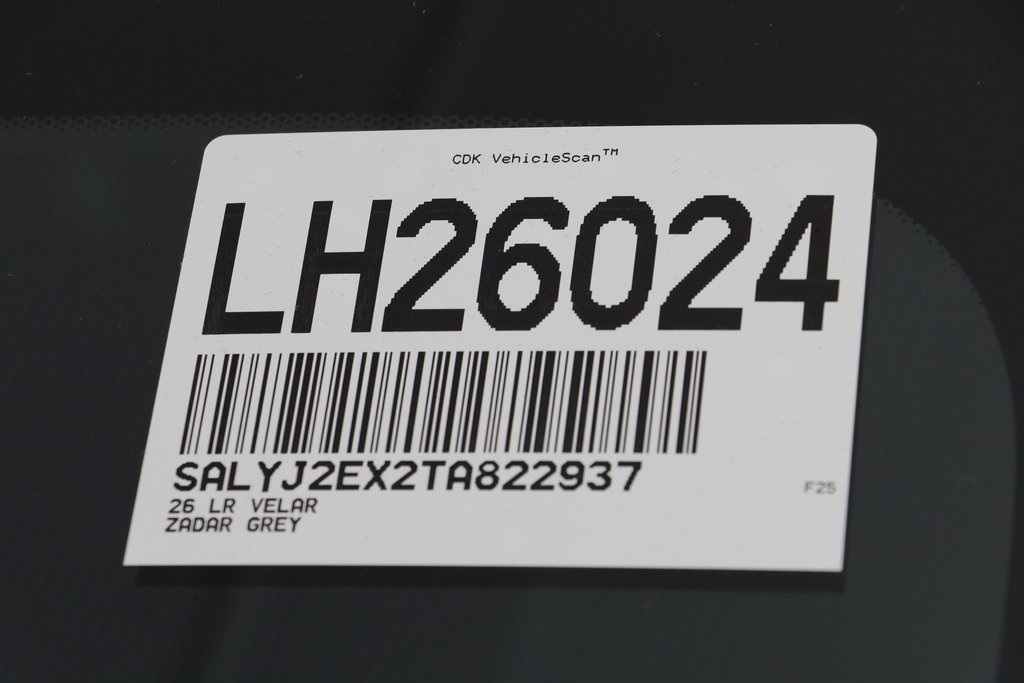 CDK VehicleScan™
LH26024
SALYJ2EX2TA822937
F25
26 LR VELAR
ZADAR GREY